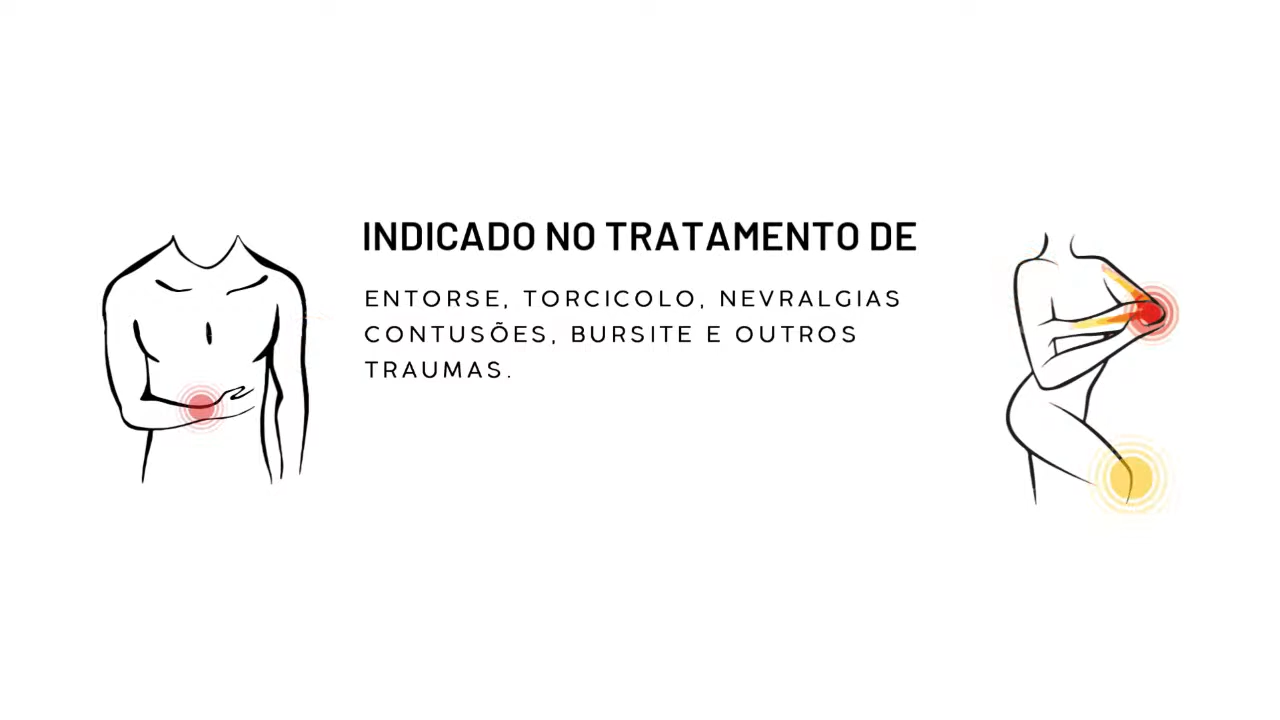 INDICADO NO TRATAMENTO DE
ENTORSE, TORCICOLO, NEVRALGIAS
CONTUSÕES, BURSITE E OUTROS
TRAUMAS.